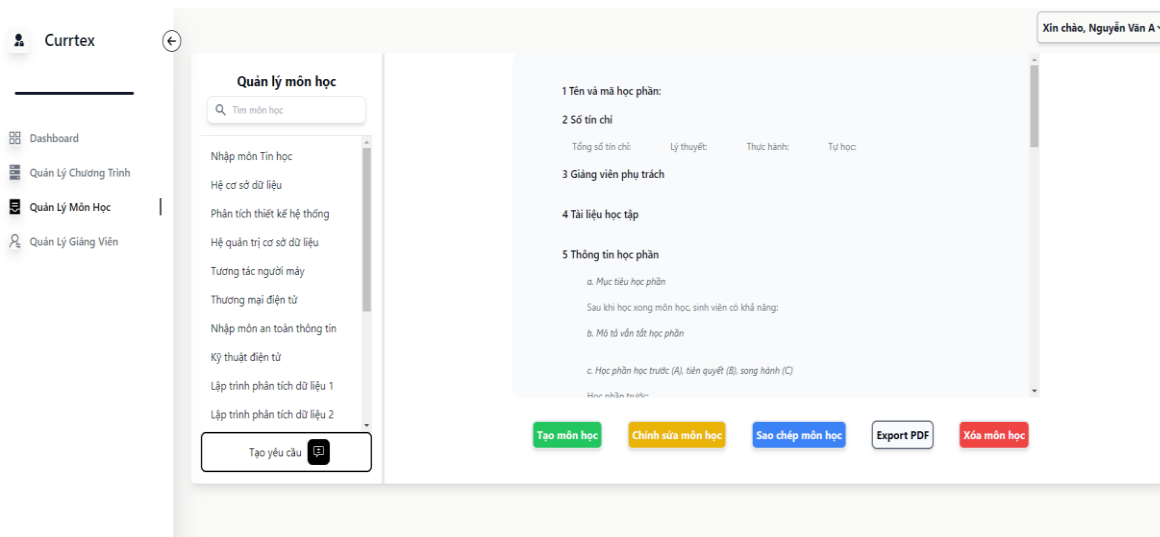 Currtex
Xin chào, Nguyễn Văn A
Dashboard
Quản Lý Chương Trình
Quản Lý Môn Học
Quản Lý Giảng Viên
Quản lý môn học
Tìm môn học
Nhập môn Tin học
Hệ cơ sở dữ liệu
Phân tích thiết kế hệ thống
Hệ quản trị cơ sở dữ liệu
Tương tác người máy
Thương mại điện tử
Nhập môn an toàn thông tin
Kỹ thuật điện tử
Lập trình phân tích dữ liệu 1
Lập trình phân tích dữ liệu 2
Tạo yêu cầu
1 Tên và mã học phần:
2 Số tín chỉ
Tổng số tín chỉ: Lý thuyết: Thực hành: Tự học:
3 Giảng viên phụ trách
4 Tài liệu học tập
5 Thông tin học phần
a. Mục tiêu học phần
Sau khi học xong môn học, sinh viên có khả năng:
b. Mô tả vắn tắt học phần
c. Học phần học trước (A), tiên quyết (B), song hành (C)
Học phần trước:
Tạo môn học Chỉnh sửa môn học Sao chép môn học Export PDF Xóa môn học